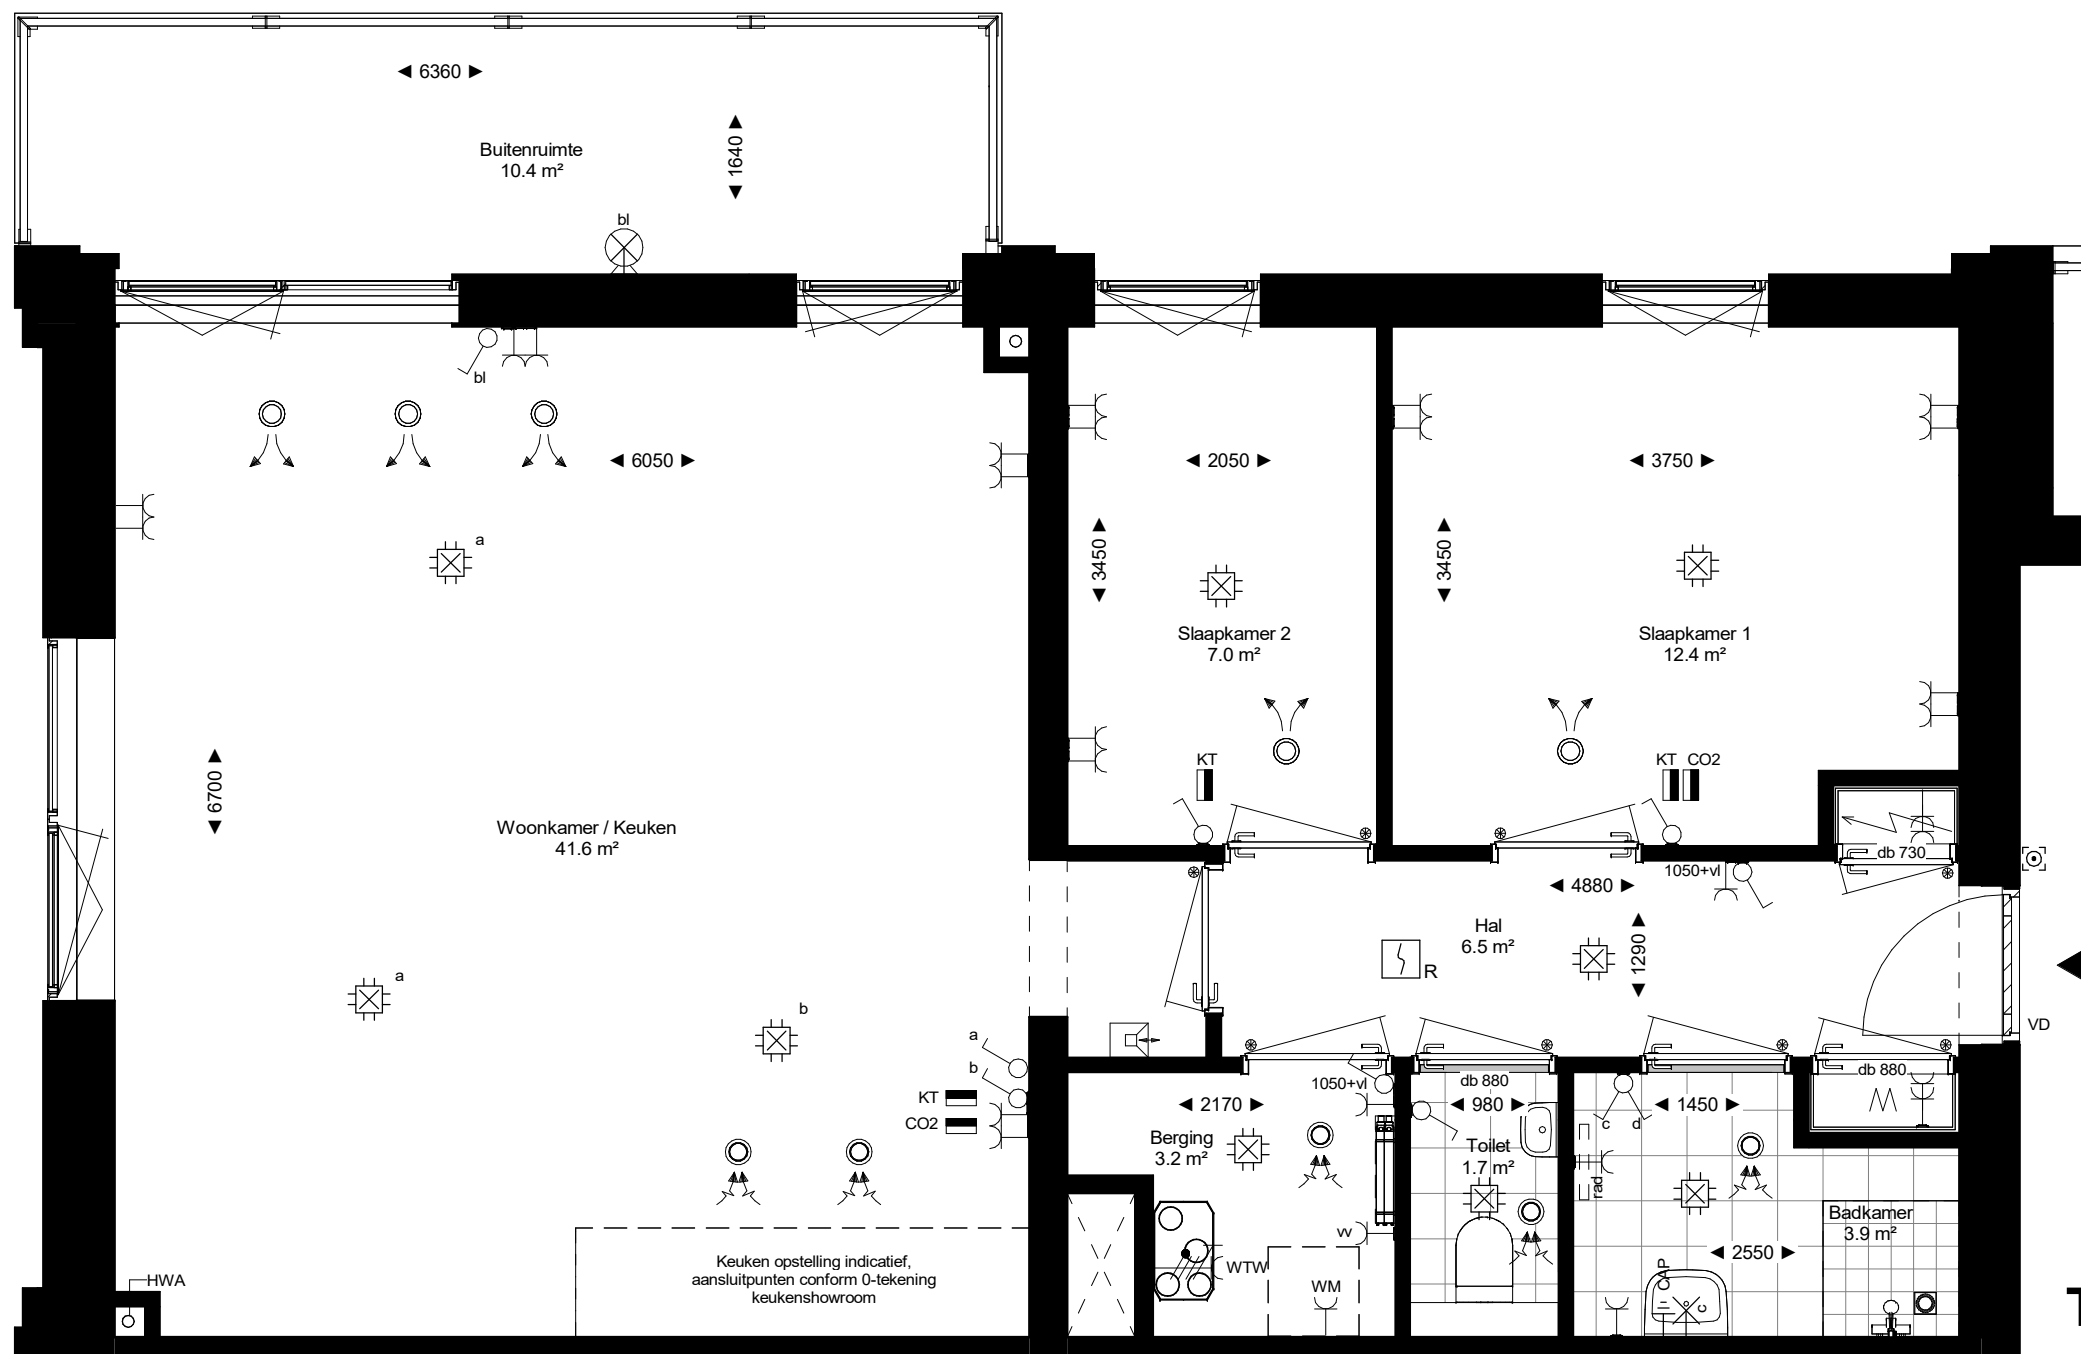 ◄ 6360 ►
◄ 1640 ►
Buitenruimte
10.4 m²
bl
bl
◄ 6050 ►
◄ 2050 ►
◄ 3750 ►
a
◄ 3450 ►
◄ 3450 ►
Slaapkamer 2
7.0 m²
Slaapkamer 1
12.4 m²
◄ 6700 ►
KT
KT CO2
Woonkamer / Keuken
41.6 m²
db 730
1050+vl
◄ 4880 ►
Hal
6.5 m²
◄ 1290 ►
R
a
b
VD
a
b
KT
CO2
1050+vl
db 880
db 880
◄ 2170 ►
◄ 980 ►
◄ 1450 ►
c
d
Berging
3.2 m²
Toilet
1.7 m²
rad
Badkamer
3.9 m²
vv
◄ 2550 ►
Keuken opstelling indicatief,
aansluitpunten conform 0-tekening
keukenshowroom
HWA
WTW
WM
CAP
c